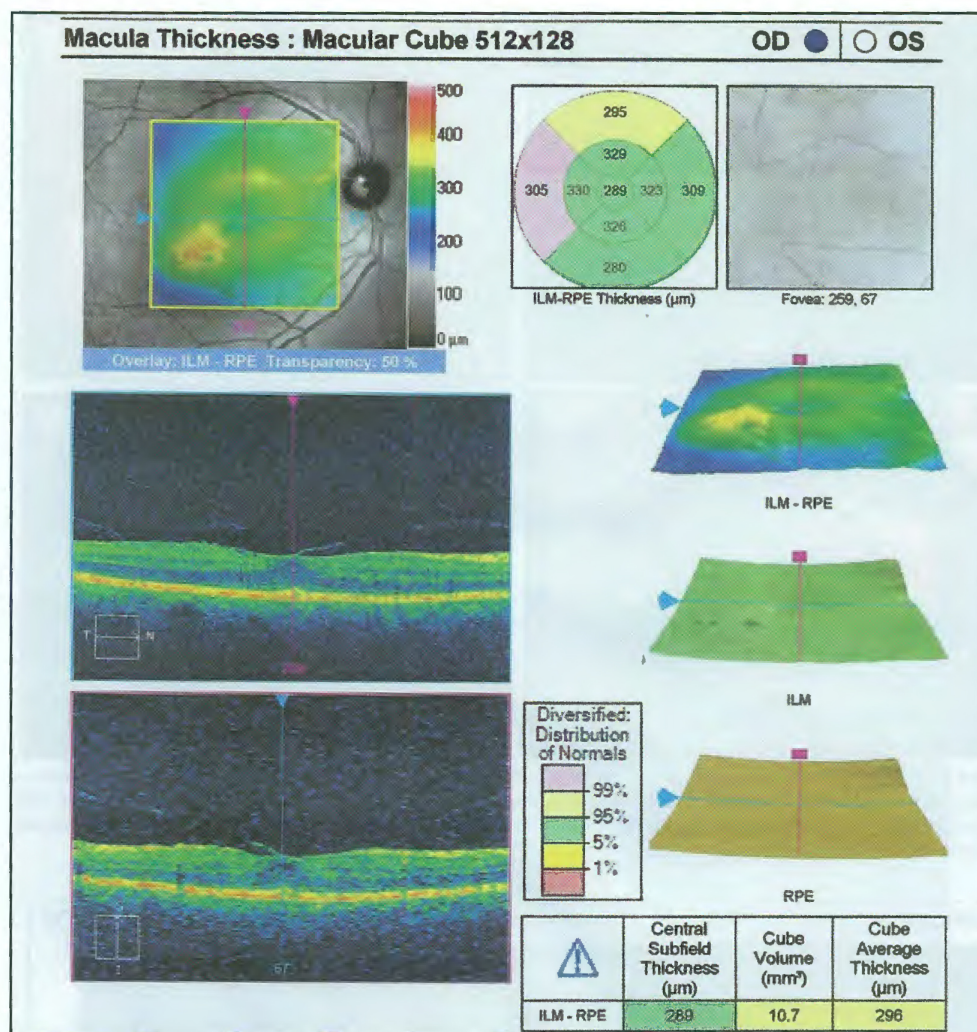 Macula Thickness : Macular Cube 512x128 OD OS
500
400
300
200
100
0 µm
Overlay: ILM - RPE Transparency: 50 %
295
329
305 330 289 323 309
326
280
ILM-RPE Thickness (µm)
Fovea: 259, 67
ILM - RPE
T N
ILM
Diversified:
Distribution
of Normals
99%
95%
5%
1%
RPE
S
I
67
Central Subfield Thickness (µm)
Cube Volume (mm³)
Cube Average Thickness (µm)
ILM - RPE 289 10.7 296